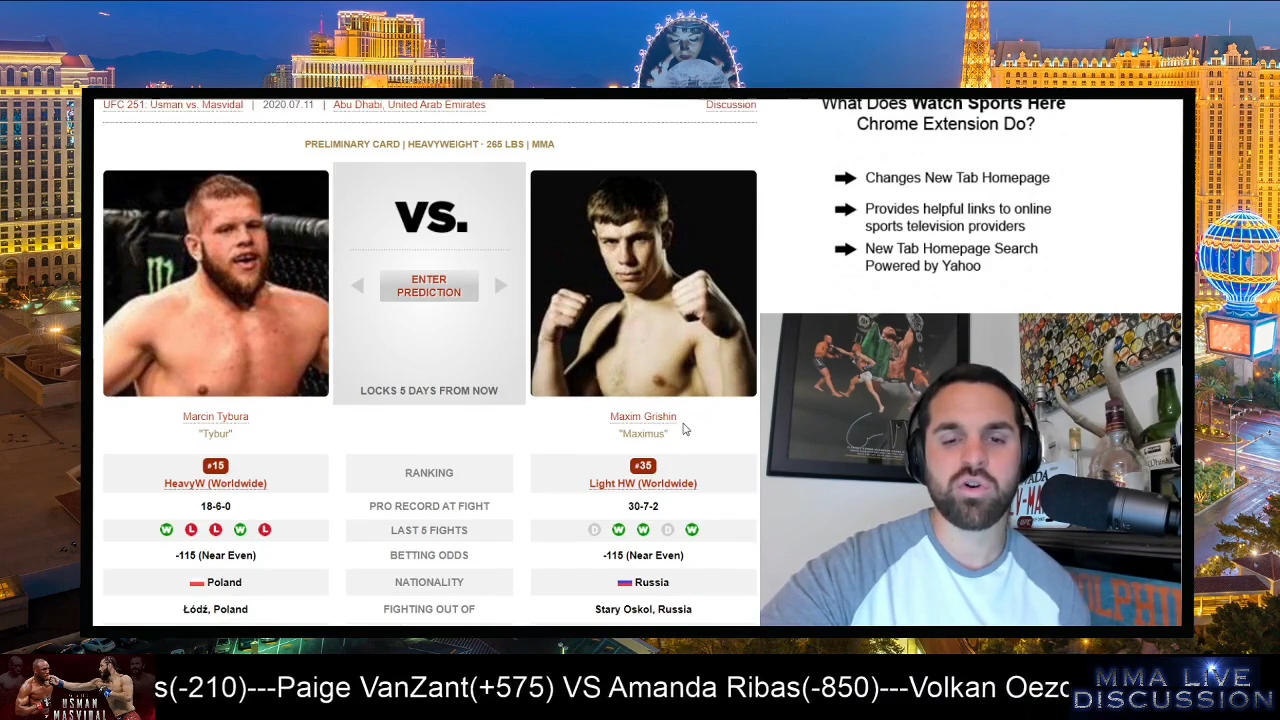 UFC 251: Usman vs. Masvidal | 2020.07.11 | Abu Dhabi, United Arab Emirates Discussion
PRELIMINARY CARD | HEAVYWEIGHT · 265 LBS | MMA
VS.
ENTER
PREDICTION
LOCKS 5 DAYS FROM NOW
Marcin Tybura
"Tybur"
Maxim Grishin
"Maximus"
#15
HeavyW (Worldwide)
RANKING
#35
Light HW (Worldwide)
18-6-0 PRO RECORD AT FIGHT 30-7-2
W L L W L LAST 5 FIGHTS D W W D W
-115 (Near Even) BETTING ODDS -115 (Near Even)
Poland NATIONALITY Russia
Łódź, Poland FIGHTING OUT OF Stary Oskol, Russia
What Does Watch Sports Here
Chrome Extension Do?
Changes New Tab Homepage
Provides helpful links to online
sports television providers
New Tab Homepage Search
Powered by Yahoo
USMAN
MASVIDAL
s(-210)---Paige VanZant(+575) VS Amanda Ribas(-850)---Volkan Oezd
MMA LIVE
DISCUSSION